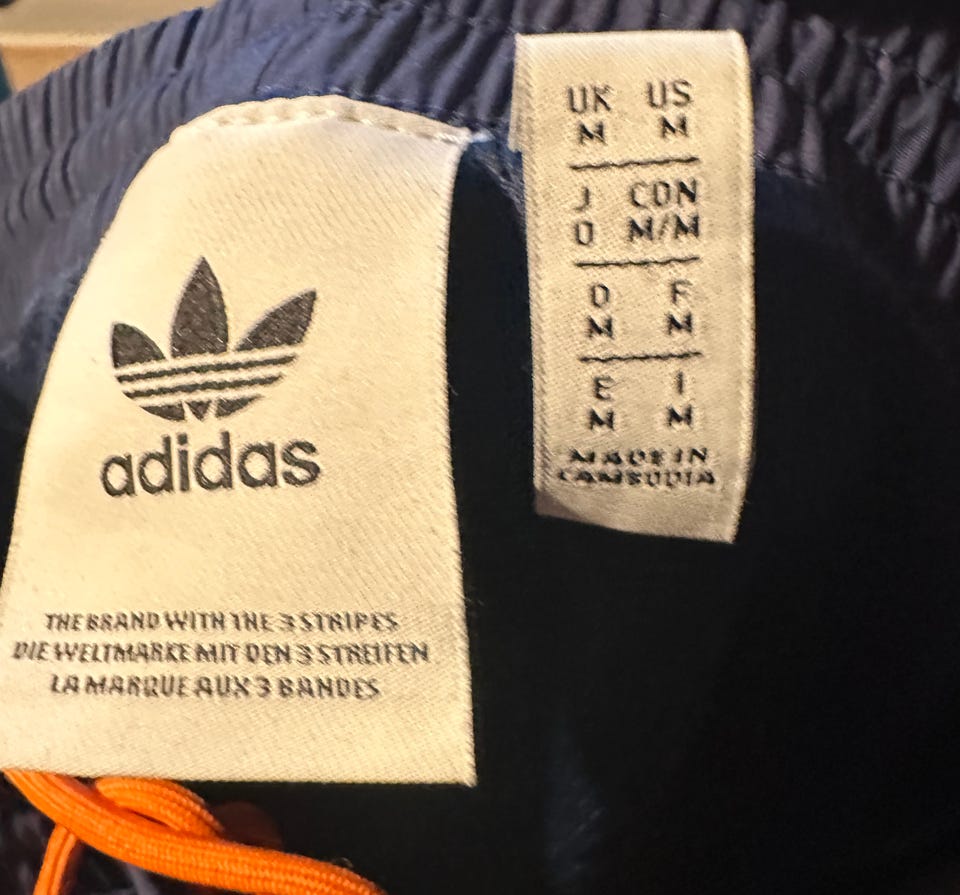 adidas
THE BRAND WITH THE 3 STRIPES
DIE WELTMARKE MIT DEN 3 STREIFEN
LA MARQUE AUX 3 BANDES
UK US
M M
J CDN
O M/M
D F
M M
E I
M M
MADE IN
CAMBODIA